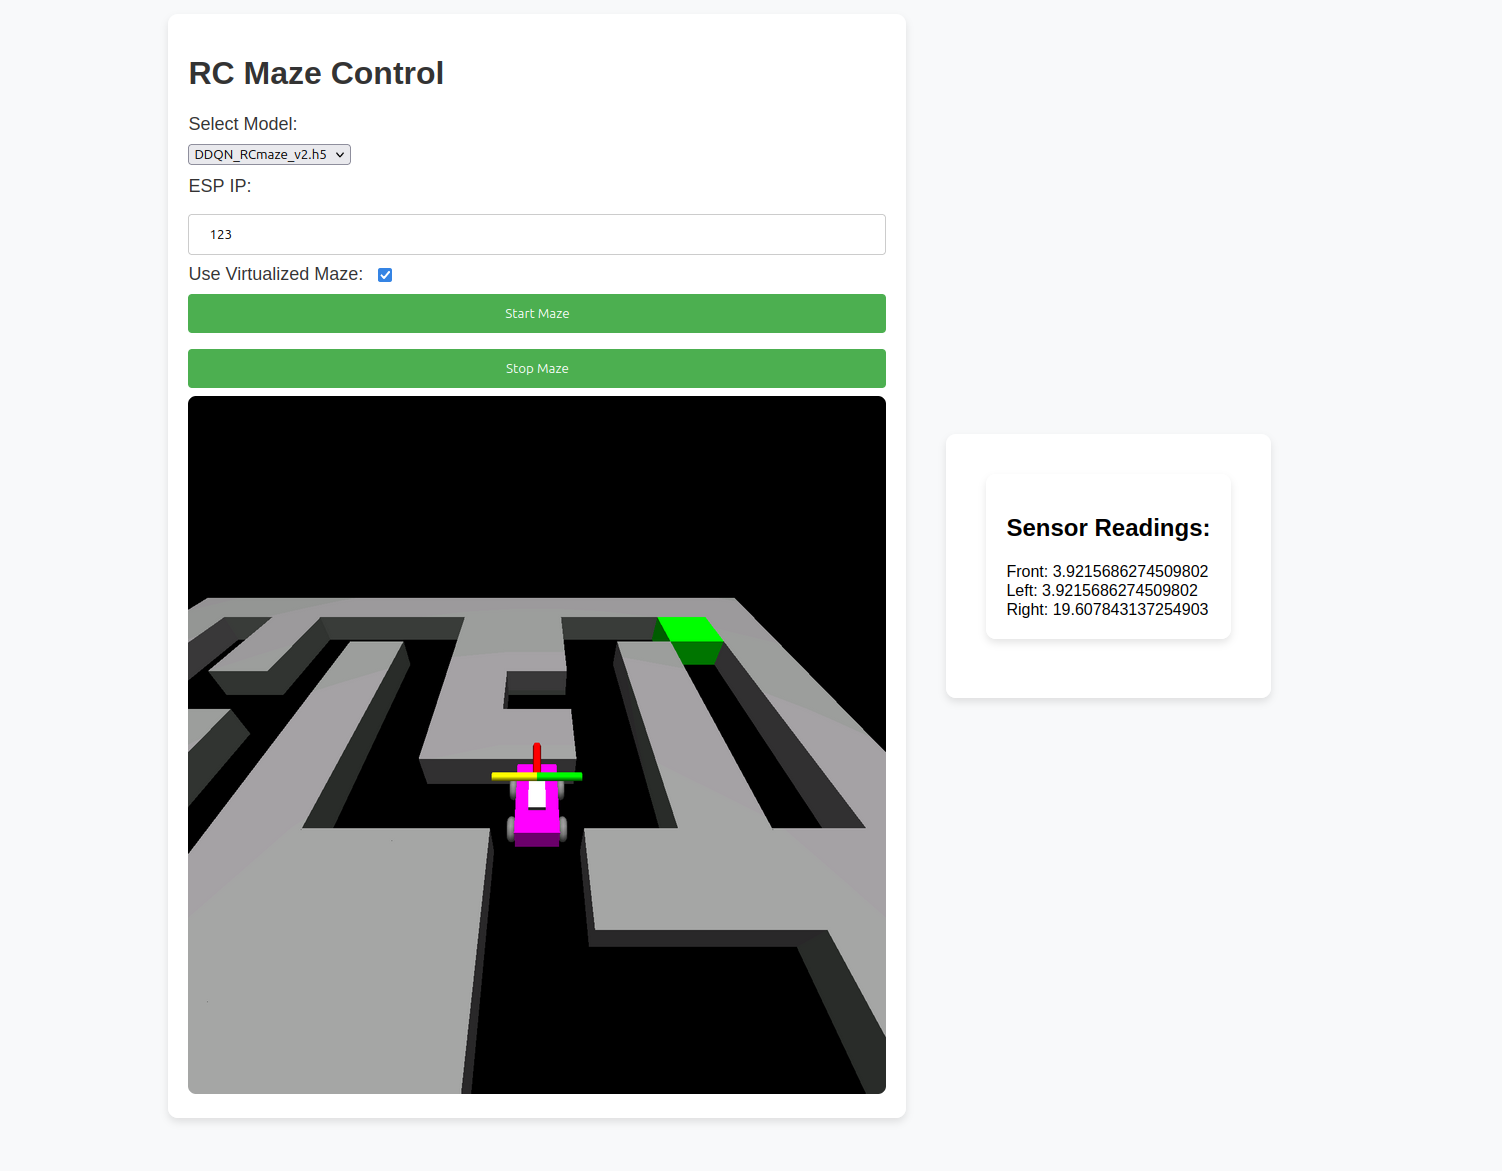 RC Maze Control
Select Model:
DDQN_RCmaze_v2.h5
ESP IP:
123
Use Virtualized Maze:
Start Maze
Stop Maze
Sensor Readings:
Front: 3.9215686274509802
Left: 3.9215686274509802
Right: 19.607843137254903